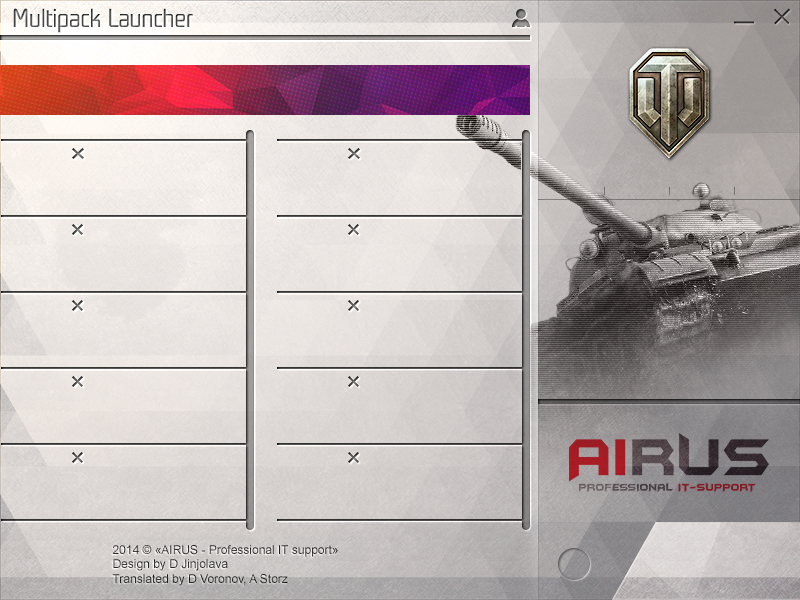 Multipack Launcher
AIRUS
PROFESSIONAL IT-SUPPORT
2014 © «AIRUS - Professional IT support»
Design by D Jinjolava
Translated by D Voronov, A Storz